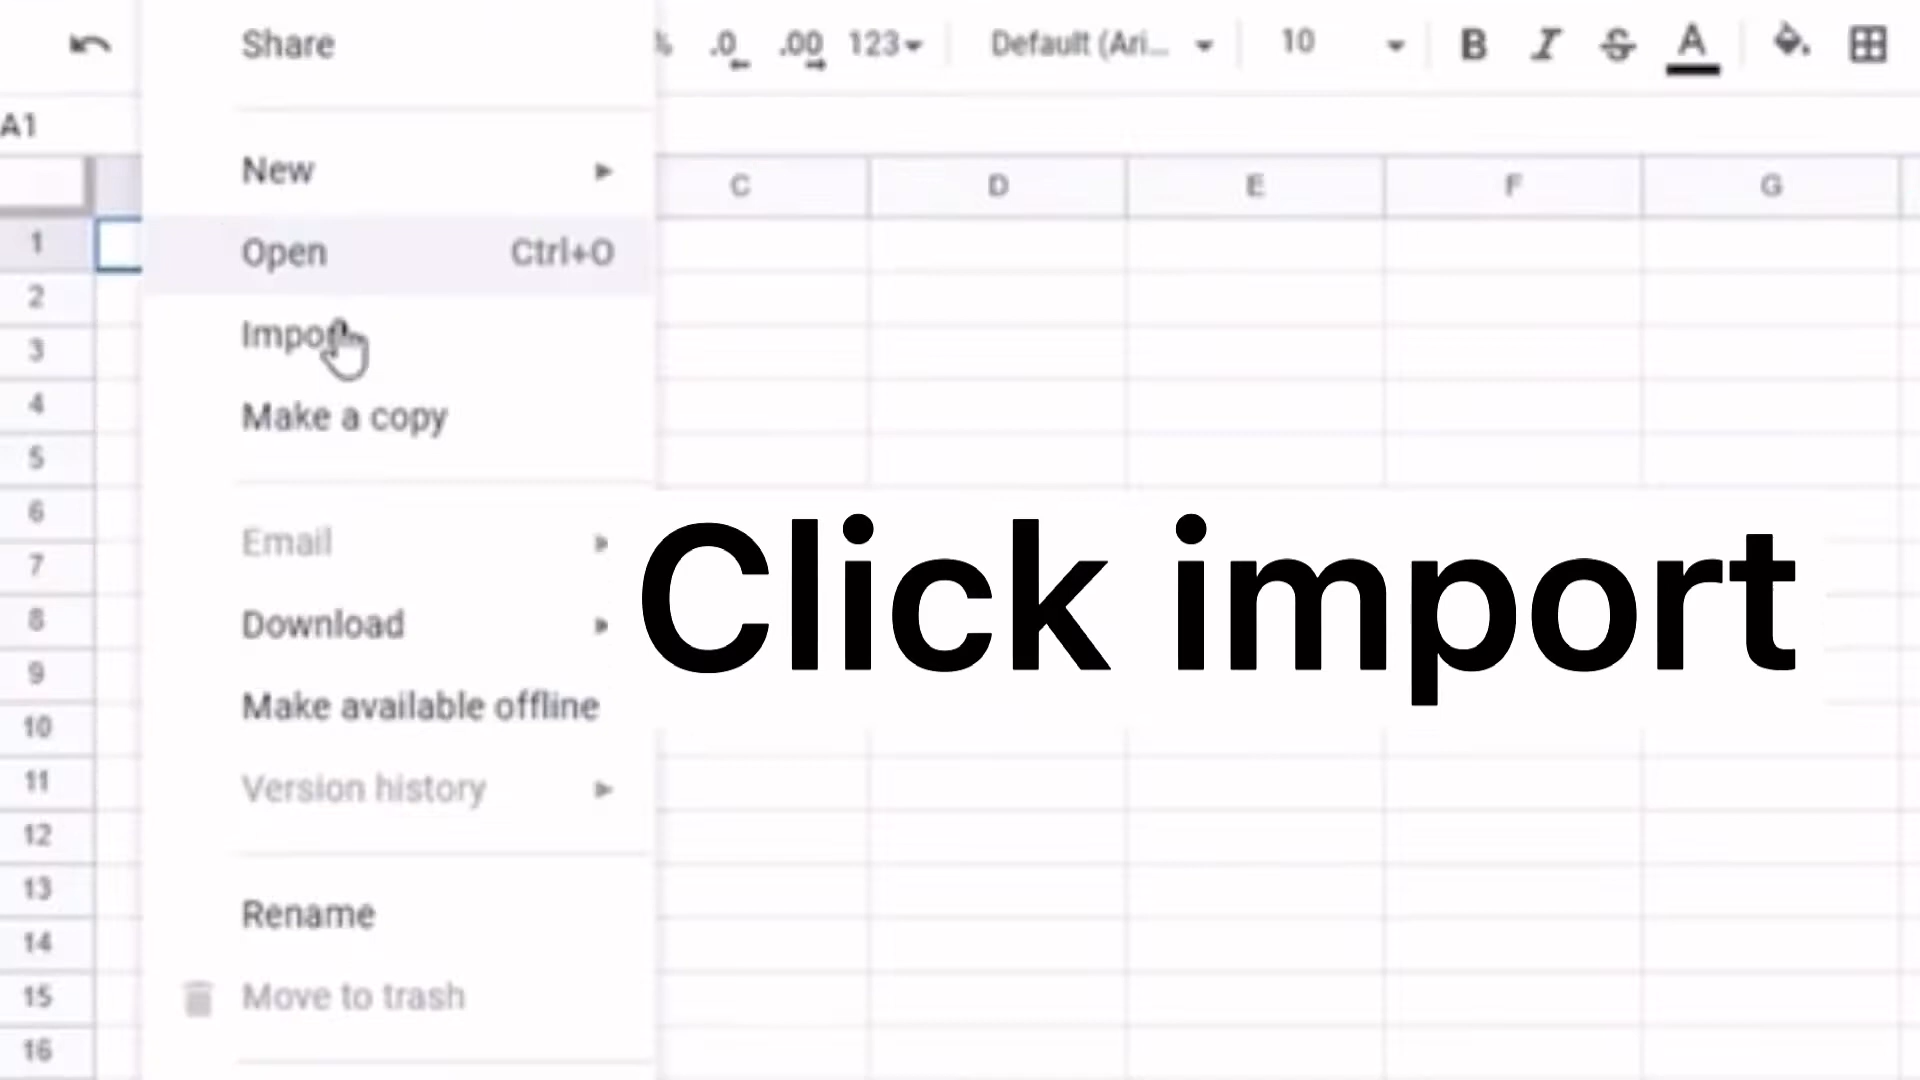 Share
% .0 .00 123 Default (Ari... 10 B I S A
A1
New
C D E F G
1
Open Ctrl+O
2
Import
3
4
Make a copy
5
6
Email
7
Click import
8
Download
9
Make available offline
10
11
Version history
12
13
Rename
14
15
Move to trash
16